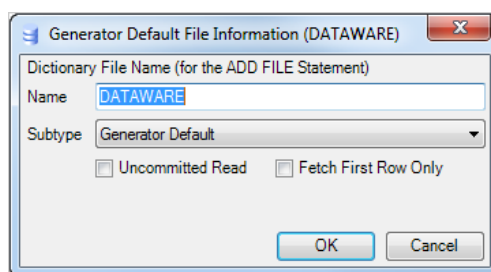 Generator Default File Information (DATAWARE)
Dictionary File Name (for the ADD FILE Statement)
Name DATAWARE
Subtype Generator Default
Uncommitted Read Fetch First Row Only
OK Cancel